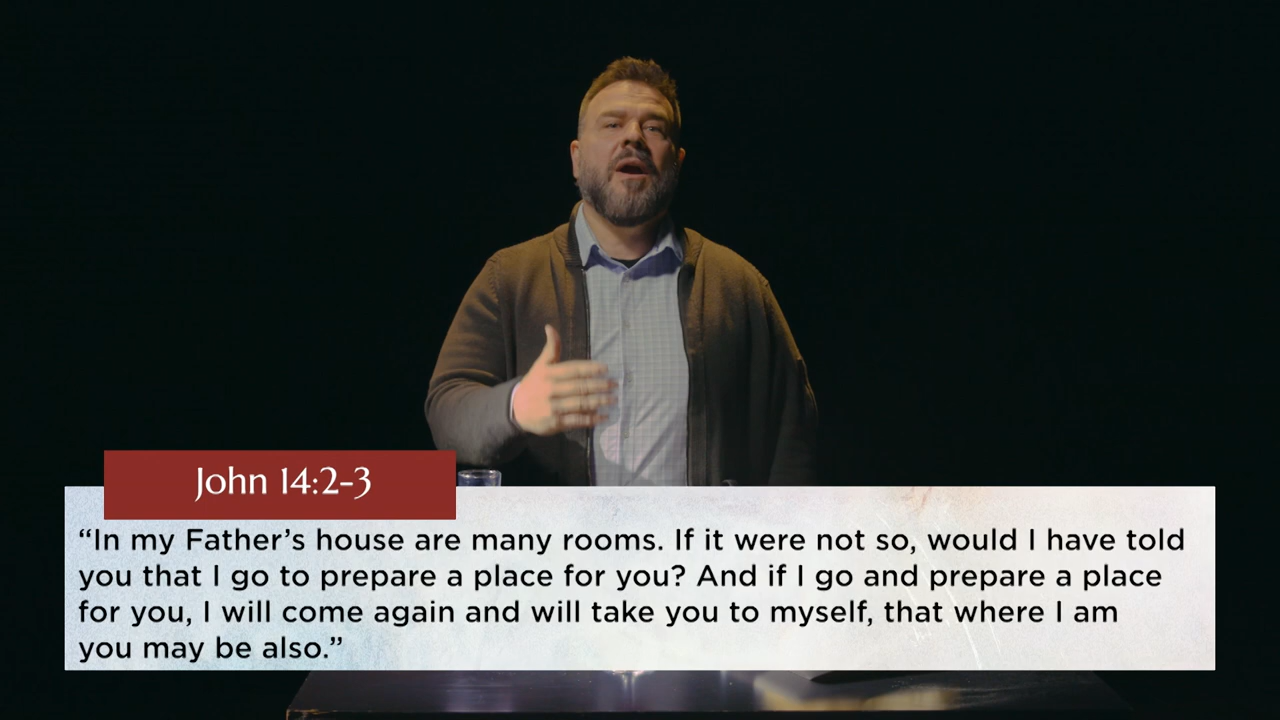 John 14:2-3
“In my Father’s house are many rooms. If it were not so, would I have told
you that I go to prepare a place for you? And if I go and prepare a place
for you, I will come again and will take you to myself, that where I am
you may be also.”